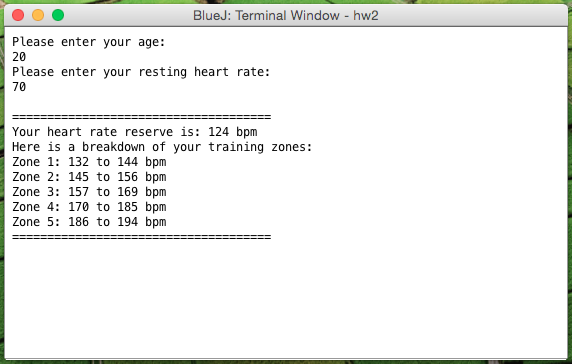 BlueJ: Terminal Window - hw2
Please enter your age:
20
Please enter your resting heart rate:
70
=====================================
Your heart rate reserve is: 124 bpm
Here is a breakdown of your training zones:
Zone 1: 132 to 144 bpm
Zone 2: 145 to 156 bpm
Zone 3: 157 to 169 bpm
Zone 4: 170 to 185 bpm
Zone 5: 186 to 194 bpm
=====================================